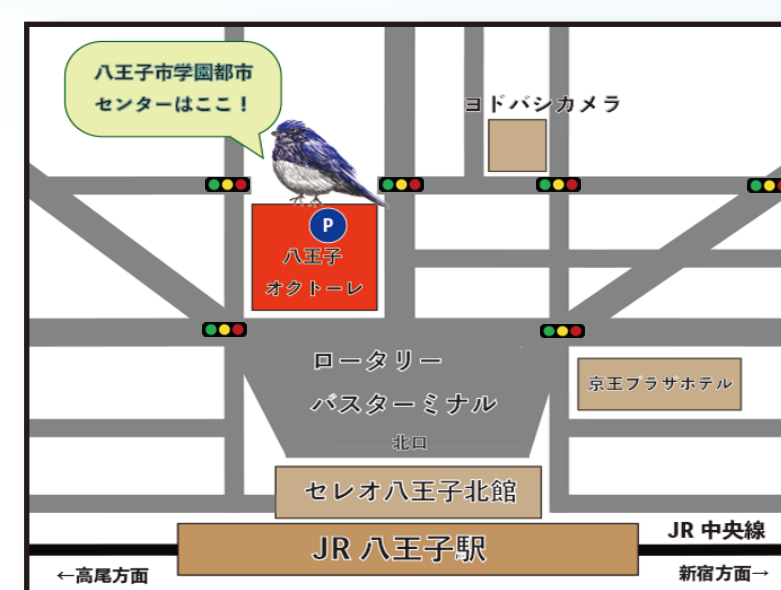 八王子市学園都市
センターはここ！
ヨドバシカメラ
P
八王子
オクトーレ
ロータリー
バスターミナル
北口
京王プラザホテル
セレオ八王子北館
JR 八王子駅
JR 中央線
←高尾方面
新宿方面→